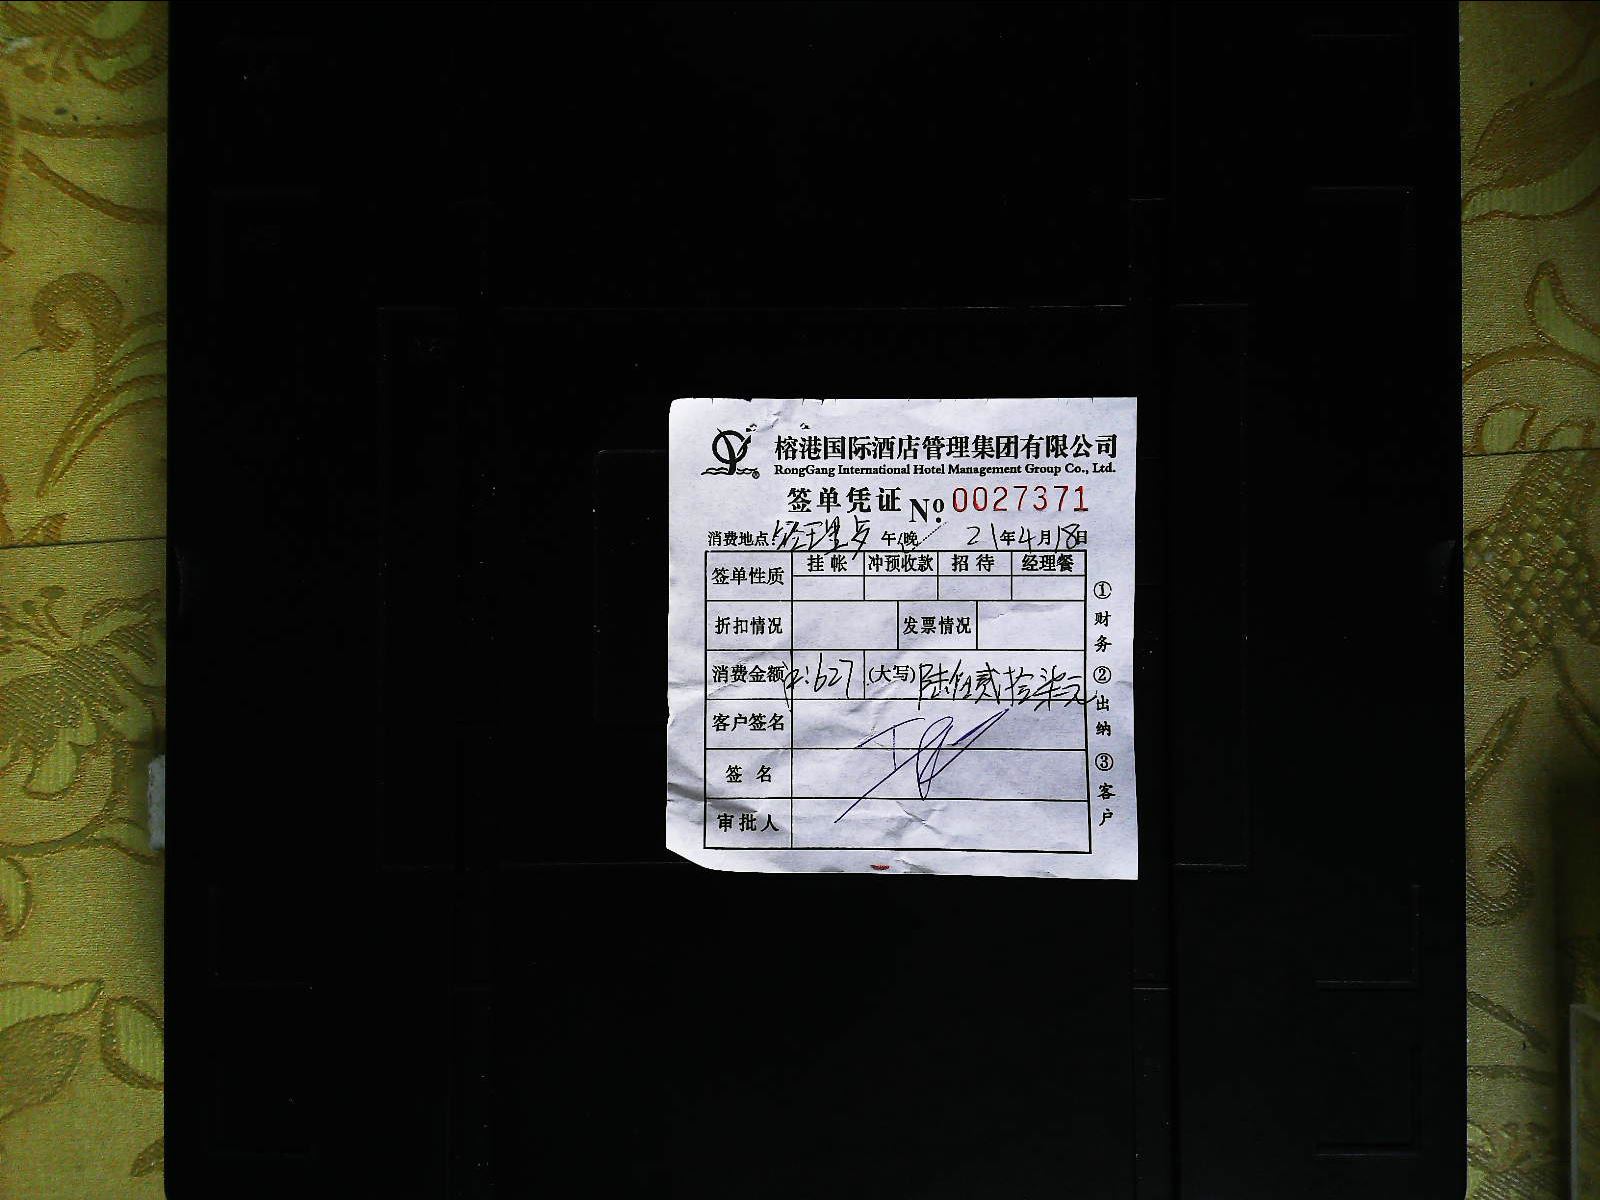 榕港国际酒店管理集团有限公司
RongGang International Hotel Management Group Co., Ltd.
签单凭证 № 0027371
消费地点: 午/晚 21年4月18日
签单性质 挂帐 冲预收款 招待 经理餐
折扣情况 发票情况
消费金额 627 (大写) 陆佰贰拾柒元
客户签名
签名
审批人
①财务 ②出纳 ③客户